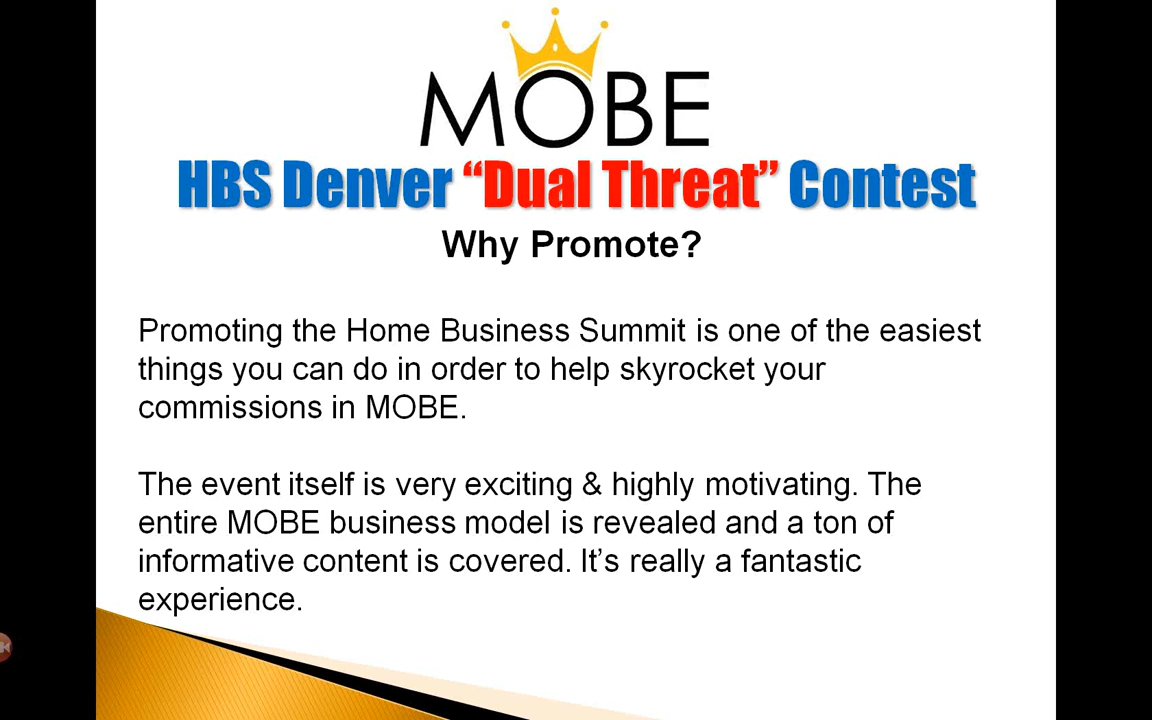 MOBE
HBS Denver “Dual Threat” Contest
Why Promote?
Promoting the Home Business Summit is one of the easiest
things you can do in order to help skyrocket your
commissions in MOBE.
The event itself is very exciting & highly motivating. The
entire MOBE business model is revealed and a ton of
informative content is covered. It’s really a fantastic
experience.